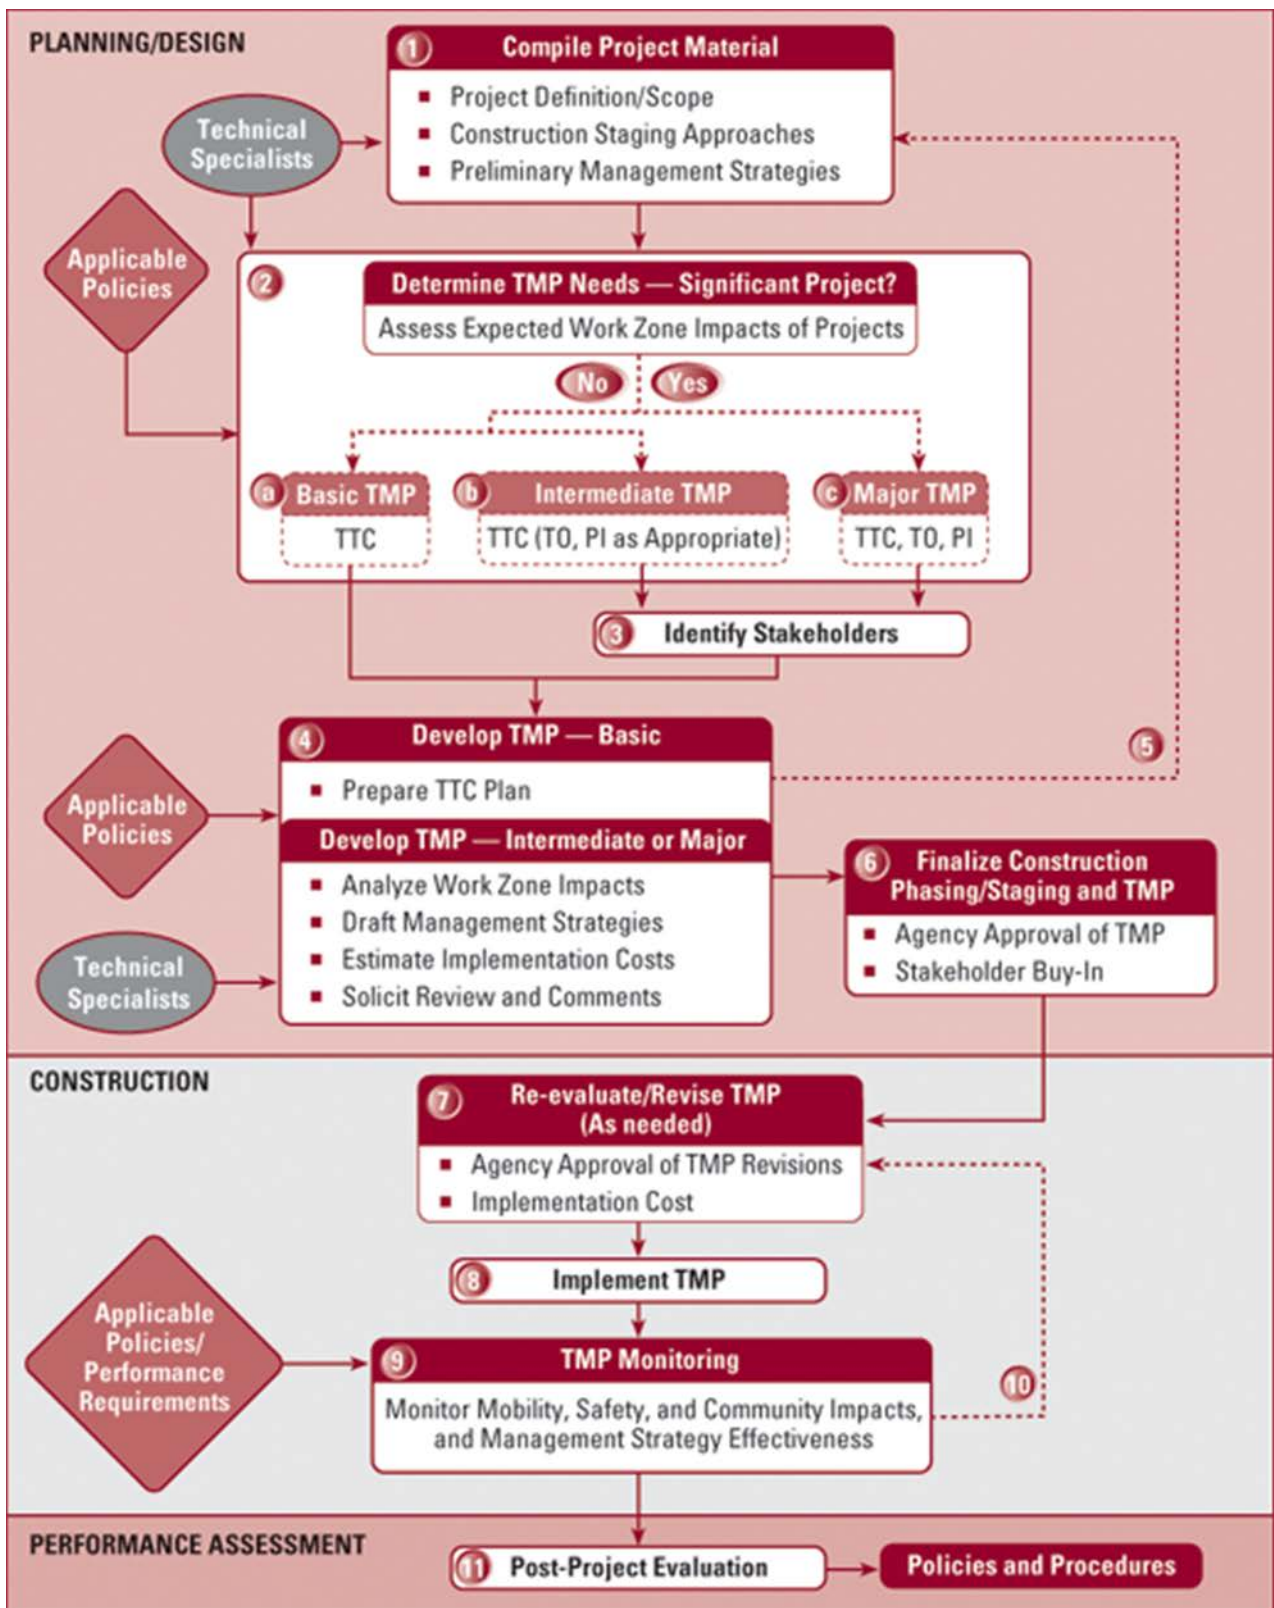 PLANNING/DESIGN
1
Compile Project Material
Project Definition/Scope
Construction Staging Approaches
Preliminary Management Strategies
Technical
Specialists
Applicable
Policies
2
Determine TMP Needs — Significant Project?
Assess Expected Work Zone Impacts of Projects
No
Yes
a
Basic TMP
TTC
b
Intermediate TMP
TTC (TO, PI as Appropriate)
c
Major TMP
TTC, TO, PI
3
Identify Stakeholders
4
Develop TMP — Basic
Prepare TTC Plan
5
Applicable
Policies
Develop TMP — Intermediate or Major
Analyze Work Zone Impacts
Draft Management Strategies
Estimate Implementation Costs
Solicit Review and Comments
Technical
Specialists
6
Finalize Construction
Phasing/Staging and TMP
Agency Approval of TMP
Stakeholder Buy-In
CONSTRUCTION
7
Re-evaluate/Revise TMP
(As needed)
Agency Approval of TMP Revisions
Implementation Cost
8
Implement TMP
Applicable
Policies/
Performance
Requirements
9
TMP Monitoring
Monitor Mobility, Safety, and Community Impacts,
and Management Strategy Effectiveness
10
PERFORMANCE ASSESSMENT
11
Post-Project Evaluation
Policies and Procedures